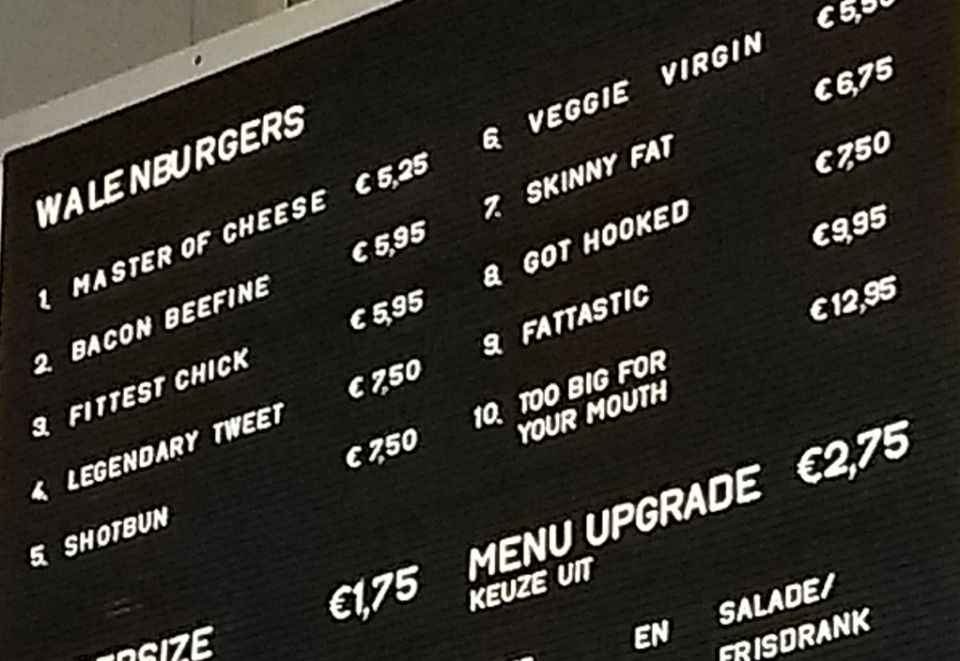 WALENBURGERS
1. MASTER OF CHEESE €5,25
2. BACON BEEFINE €5,95
3. FITTEST CHICK €5,95
4. LEGENDARY TWEET €7,50
5. SHOTBUN €7,50
€1,75
6. VEGGIE VIRGIN €5,50
7. SKINNY FAT €6,75
8. GOT HOOKED €7,50
9. FATTASTIC €9,95
10. TOO BIG FOR €12,95
YOUR MOUTH
MENU UPGRADE €2,75
KEUZE UIT
EN SALADE/
FRISDRANK